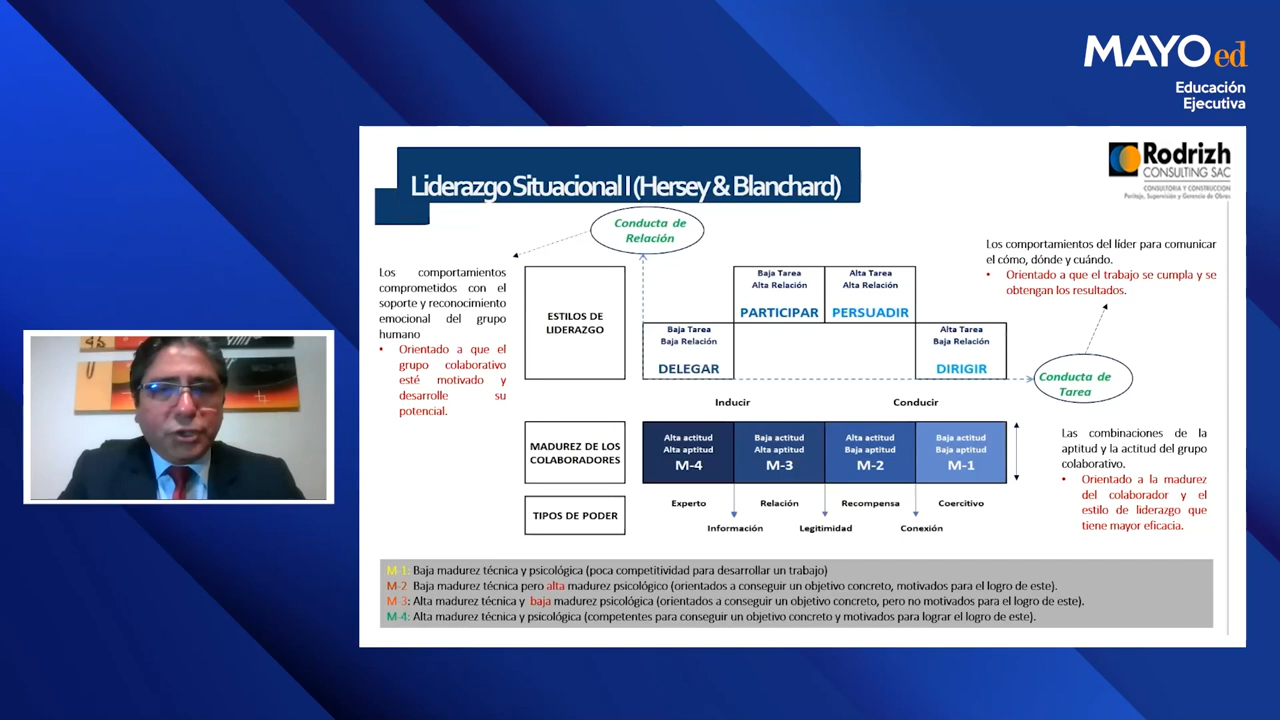 MAYO ed
Educación
Ejecutiva
Rodrizh
CONSULTING SAC
CONSULTORIA Y CONSTRUCCION
Peritaje, Supervisión y Gerencia de Obras
Liderazgo Situacional I (Hersey & Blanchard)
Conducta de
Relación
Los comportamientos del líder para comunicar
el cómo, dónde y cuándo.
• Orientado a que el trabajo se cumpla y se
obtengan los resultados.
Los comportamientos
comprometidos con el
soporte y reconocimiento
emocional del grupo
humano
• Orientado a que el
grupo colaborativo
esté motivado y
desarrolle su
potencial.
ESTILOS DE
LIDERAZGO
Baja Tarea
Alta Relación
PARTICIPAR
Alta Tarea
Alta Relación
PERSUADIR
Baja Tarea
Baja Relación
DELEGAR
Alta Tarea
Baja Relación
DIRIGIR
Conducta de
Tarea
Inducir
Conducir
MADUREZ DE LOS
COLABORADORES
Alta actitud
Alta aptitud
M-4
Baja actitud
Alta aptitud
M-3
Alta actitud
Baja aptitud
M-2
Baja actitud
Baja aptitud
M-1
Las combinaciones de la
aptitud y la actitud del grupo
colaborativo.
• Orientado a la madurez
del colaborador y el
estilo de liderazgo que
tiene mayor eficacia.
TIPOS DE PODER
Experto
Relación
Recompensa
Coercitivo
Información
Legitimidad
Conexión
M-1: Baja madurez técnica y psicológica (poca competitividad para desarrollar un trabajo)
M-2 Baja madurez técnica pero alta madurez psicológico (orientados a conseguir un objetivo concreto, motivados para el logro de este).
M-3: Alta madurez técnica y baja madurez psicológica (orientados a conseguir un objetivo concreto, pero no motivados para el logro de este).
M-4: Alta madurez técnica y psicológica (competentes para conseguir un objetivo concreto y motivados para lograr el logro de este).